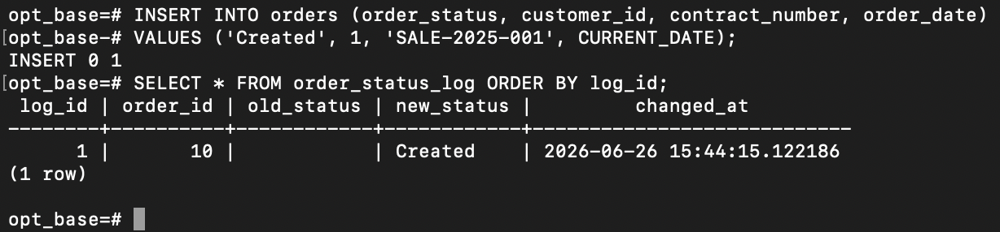 opt_base=# INSERT INTO orders (order_status, customer_id, contract_number, order_date)
[opt_base-# VALUES ('Created', 1, 'SALE-2025-001', CURRENT_DATE);
INSERT 0 1
[opt_base=# SELECT * FROM order_status_log ORDER BY log_id;
 log_id | order_id | old_status | new_status |         changed_at
--------+----------+------------+------------+----------------------------
      1 |       10 |            | Created    | 2026-06-26 15:44:15.122186
(1 row)
opt_base=#